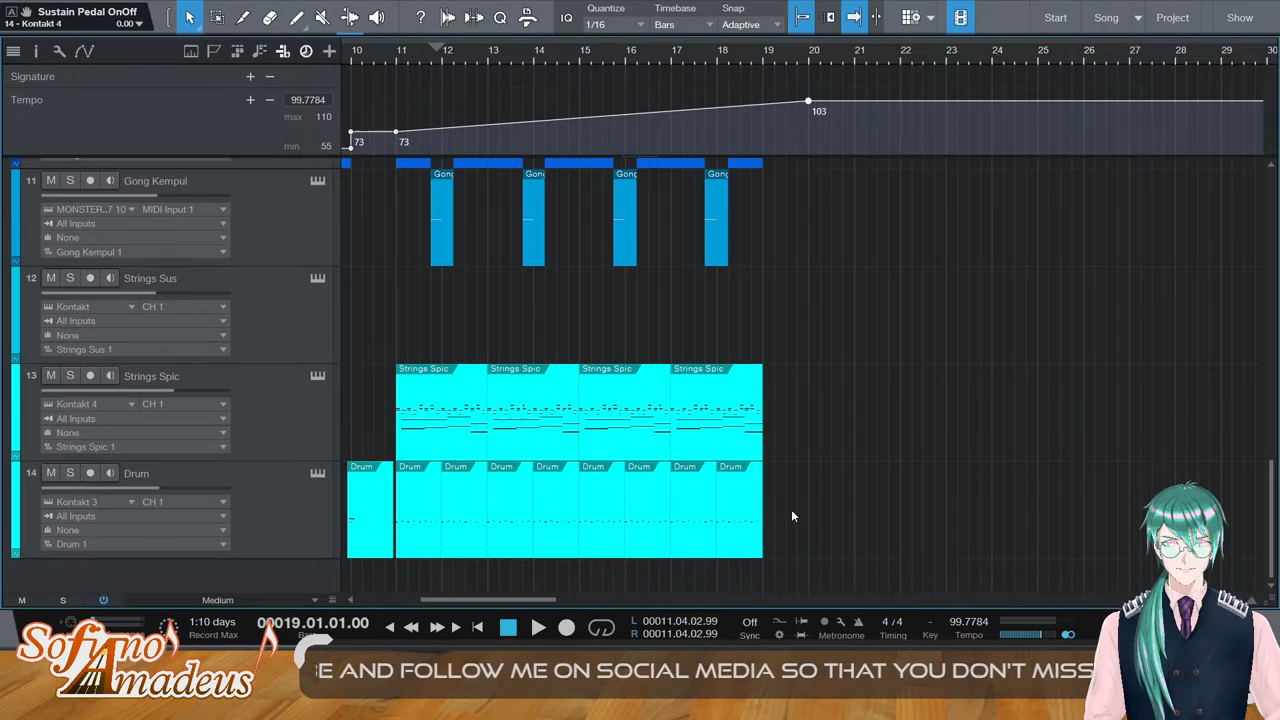 Sustain Pedal OnOff
14 - Kontakt 4 0.00
IQ
Quantize
1/16
Timebase
Bars
Snap
Adaptive
Start
Song
Project
Show
10 11 12 13 14 15 16 17 18 19 20 21 22 23 24 25 26 27 28 29 30
Signature
Tempo 99.7784
max 110
min 55
73
73
103
11 M S Gong Kempul
MONSTER..7 10 MIDI Input 1
All Inputs
None
Gong Kempul 1
Gong Gong Gong Gong
12 M S Strings Sus
Kontakt CH 1
All Inputs
None
Strings Sus 1
13 M S Strings Spic
Kontakt 4 CH 1
All Inputs
None
Strings Spic 1
Strings Spic Strings Spic Strings Spic Strings Spic
14 M S Drum
Kontakt 3 CH 1
All Inputs
None
Drum 1
Drum Drum Drum Drum Drum Drum Drum Drum Drum
M S Medium
1:10 days
Record Max
00019.01.01.00
L 00011.04.02.99
R 00011.04.02.99
Off
Sync
Metronome
4 / 4
Timing
Key
99.7784
Tempo
Sofiano
Amadeus
E AND FOLLOW ME ON SOCIAL MEDIA SO THAT YOU DON'T MISS